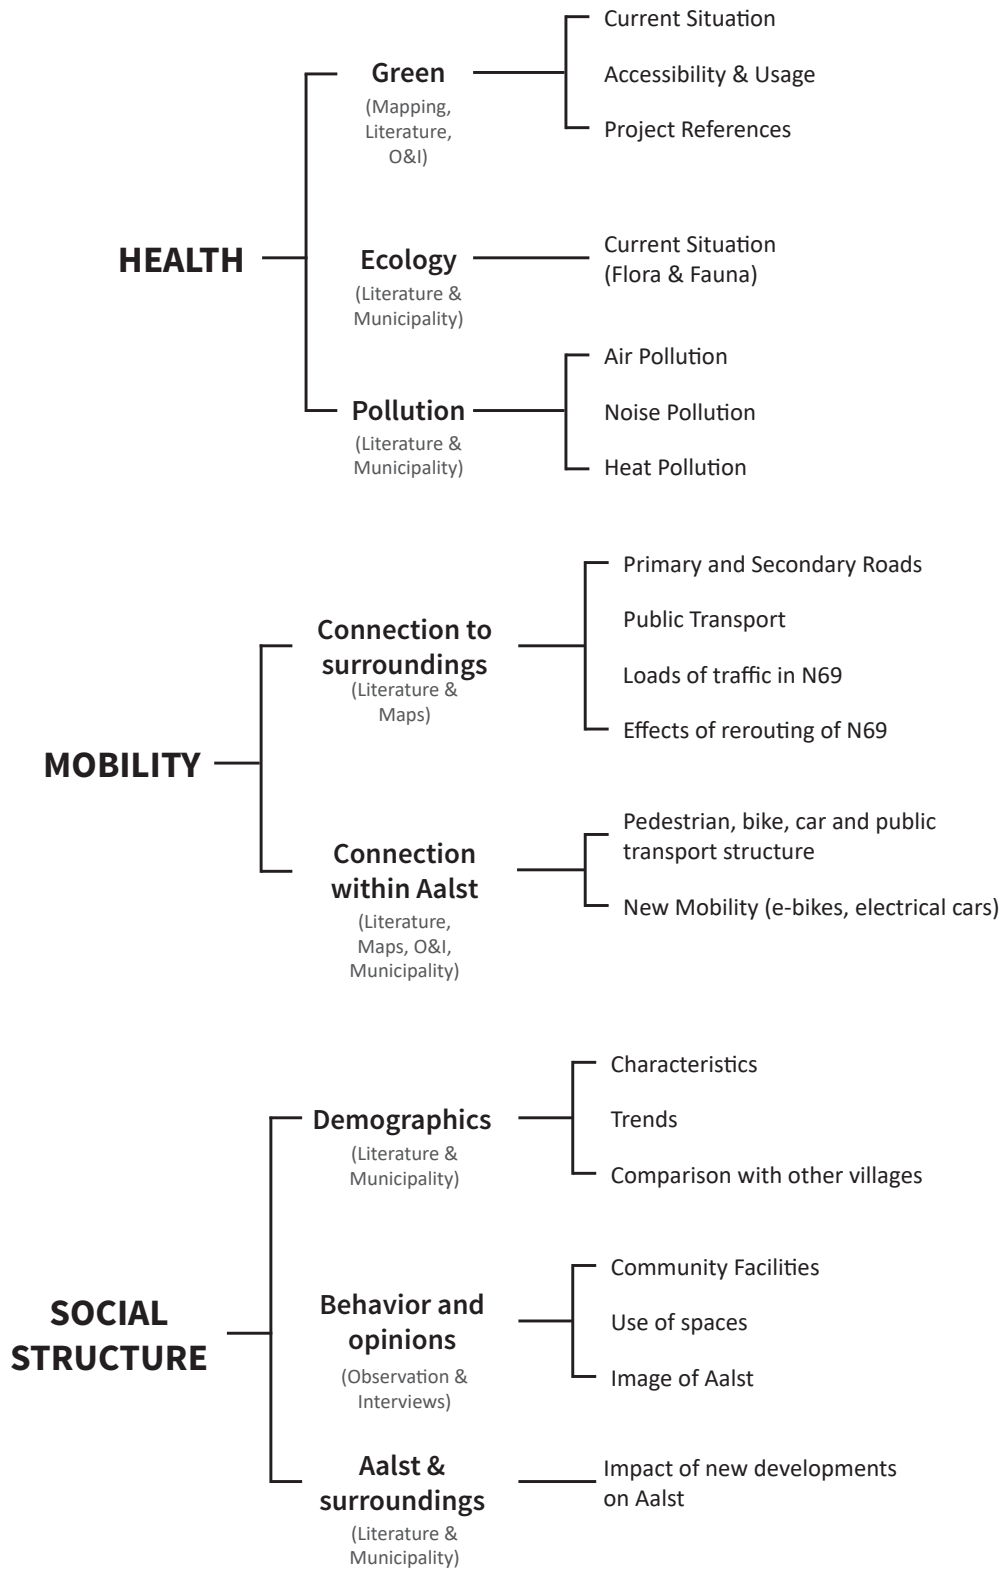 HEALTH
Green
(Mapping,
Literature,
O&I)
Current Situation
Accessibility & Usage
Project References
Ecology
(Literature &
Municipality)
Current Situation
(Flora & Fauna)
Pollution
(Literature &
Municipality)
Air Pollution
Noise Pollution
Heat Pollution
MOBILITY
Connection to
surroundings
(Literature &
Maps)
Primary and Secondary Roads
Public Transport
Loads of traffic in N69
Effects of rerouting of N69
Connection
within Aalst
(Literature,
Maps, O&I,
Municipality)
Pedestrian, bike, car and public
transport structure
New Mobility (e-bikes, electrical cars)
SOCIAL
STRUCTURE
Demographics
(Literature &
Municipality)
Characteristics
Trends
Comparison with other villages
Behavior and
opinions
(Observation &
Interviews)
Community Facilities
Use of spaces
Image of Aalst
Aalst &
surroundings
(Literature &
Municipality)
Impact of new developments
on Aalst